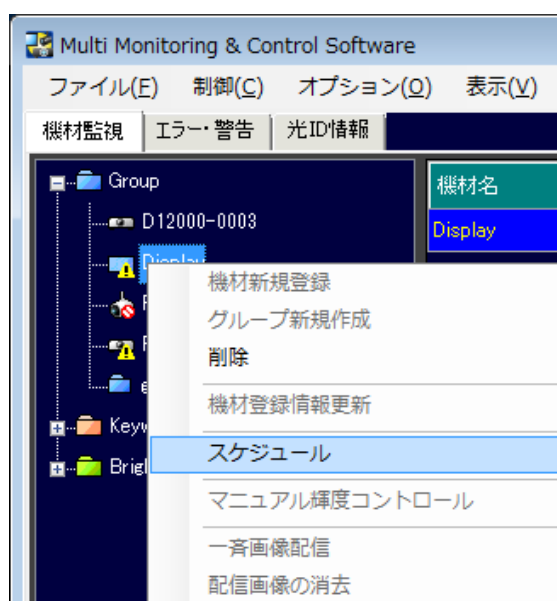 Multi Monitoring & Control Software
ファイル(F) 制御(C) オプション(O) 表示(V)
機材監視 エラー・警告 光ID情報
Group
機材名
D12000-0003
Display
Display
機材新規登録
グループ新規作成
削除
機材登録情報更新
スケジュール
マニュアル輝度コントロール
一斉画像配信
配信画像の消去